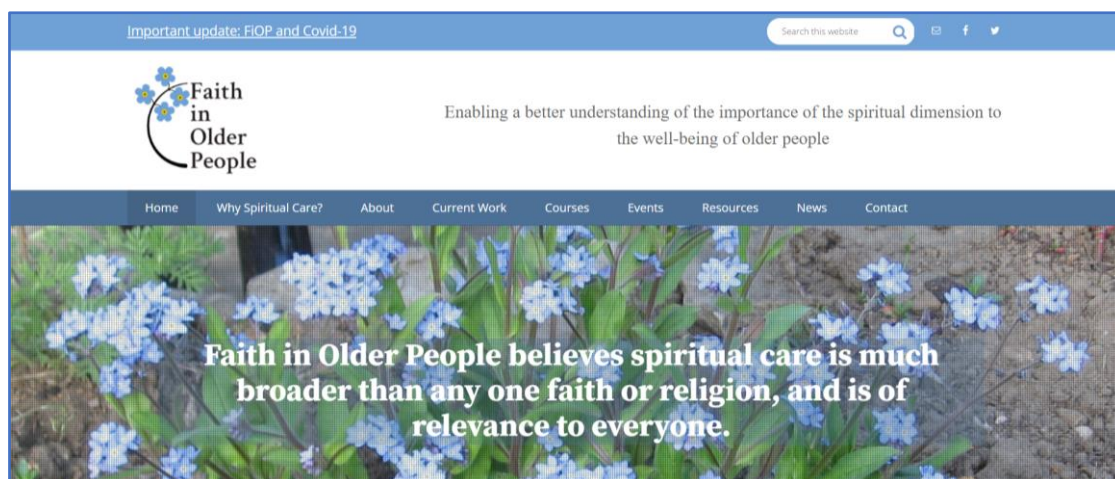 Important update: FiOP and Covid-19
Search this website
Faith
in
Older
People
Enabling a better understanding of the importance of the spiritual dimension to
the well-being of older people
Home Why Spiritual Care? About Current Work Courses Events Resources News Contact
Faith in Older People believes spiritual care is much
broader than any one faith or religion, and is of
relevance to everyone.